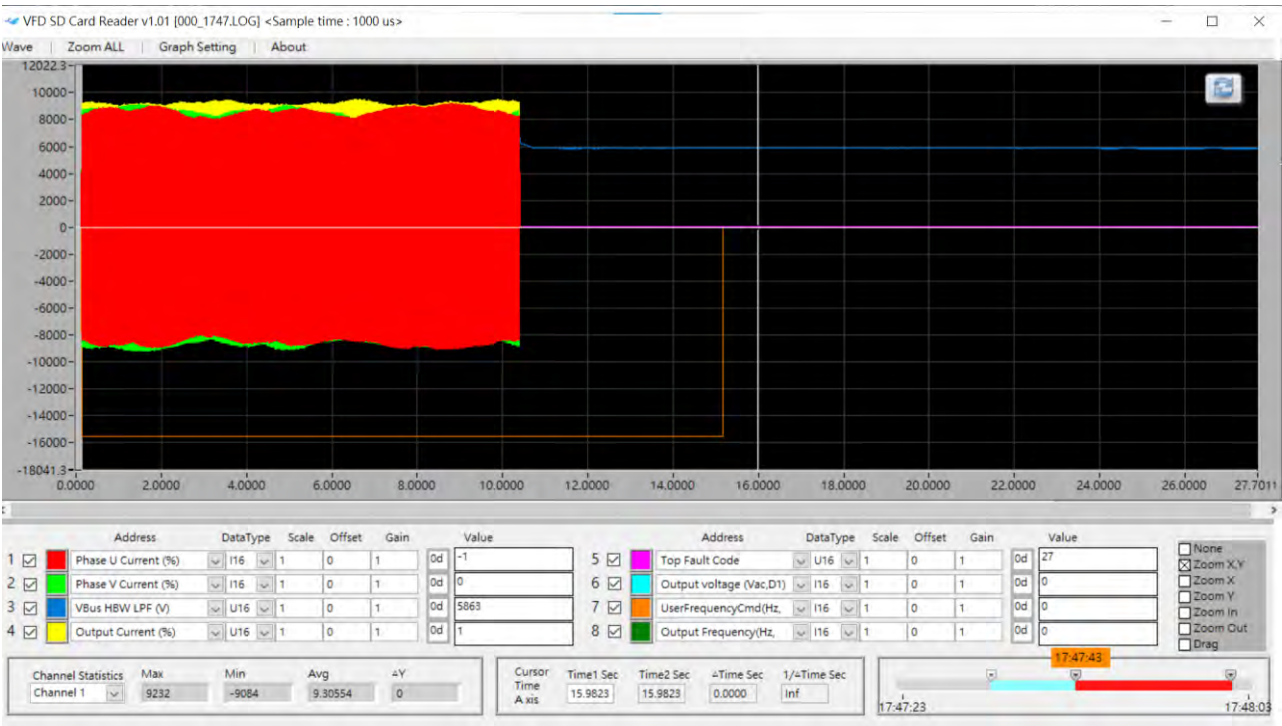 VFD SD Card Reader v1.01 [000_1747.LOG] <Sample time : 1000 us>
Wave | Zoom ALL | Graph Setting | About
12022.3
10000
8000
6000
4000
2000
0
-2000
-4000
-6000
-8000
-10000
-12000
-14000
-16000
-18041.3
0.0000 2.0000 4.0000 6.0000 8.0000 10.0000 12.0000 14.0000 16.0000 18.0000 20.0000 22.0000 24.0000 26.0000 27.7011
Address DataType Scale Offset Gain Value
1 Phase U Current (%) I16 1 0 1 0d -1
2 Phase V Current (%) I16 1 0 1 0d 0
3 VBus HBW LPF (V) U16 1 0 1 0d 5863
4 Output Current (%) U16 1 0 1 0d 1
Address DataType Scale Offset Gain Value
5 Top Fault Code U16 1 0 1 0d 27
6 Output voltage (Vac,D1) I16 1 0 1 0d 0
7 UserFrequencyCmd(Hz, I16 1 0 1 0d 0
8 Output Frequency(Hz, I16 1 0 1 0d 0
None
Zoom X,Y
Zoom X
Zoom Y
Zoom In
Zoom Out
Drag
Channel Statistics Max Min Avg ⊿Y
Channel 1 9232 -9084 9.30554 0
Cursor Time Axis
Time1 Sec Time2 Sec ⊿Time Sec 1/⊿Time Sec
15.9823 15.9823 0.0000 Inf
17:47:43
17:47:23 17:48:03